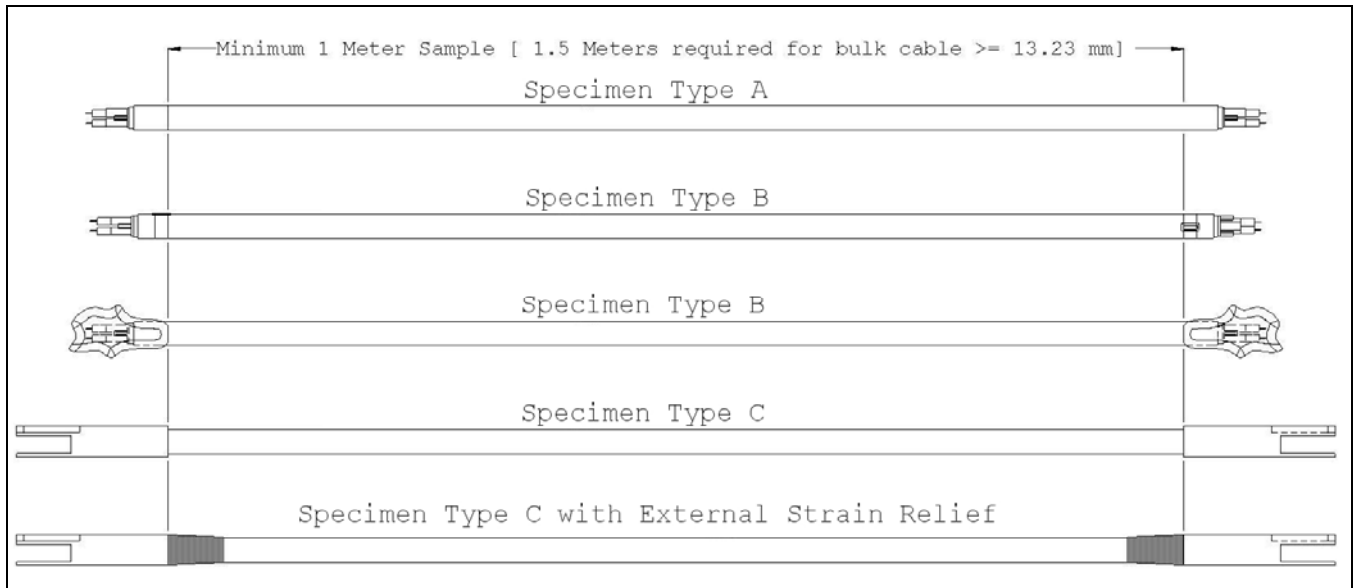 Minimum 1 Meter Sample [ 1.5 Meters required for bulk cable >= 13.23 mm]
Specimen Type A
Specimen Type B
Specimen Type B
Specimen Type C
Specimen Type C with External Strain Relief